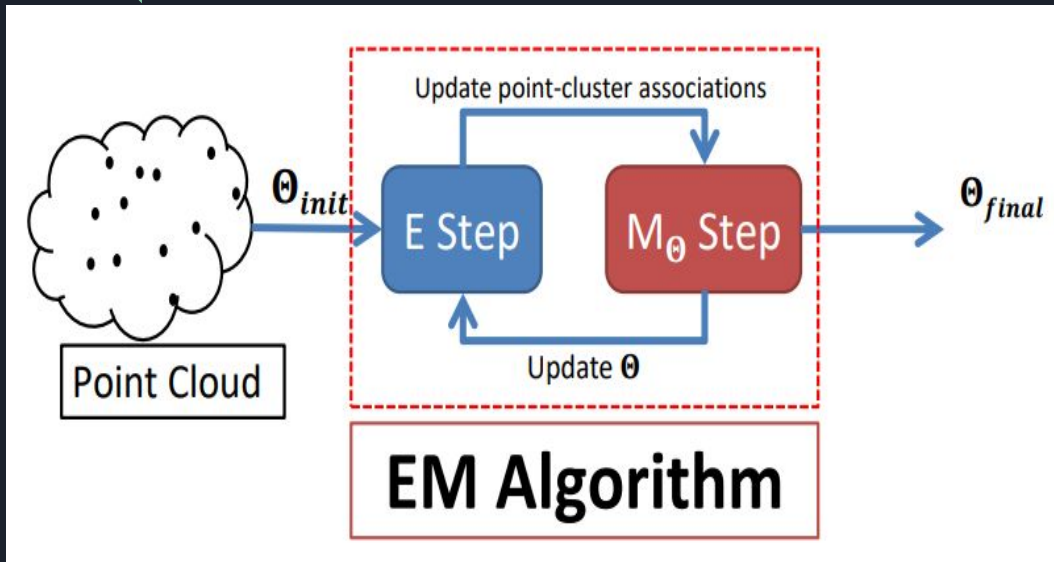 Update point-cluster associations
Θinit
E Step
MΘ Step
Θfinal
Update Θ
Point Cloud
EM Algorithm